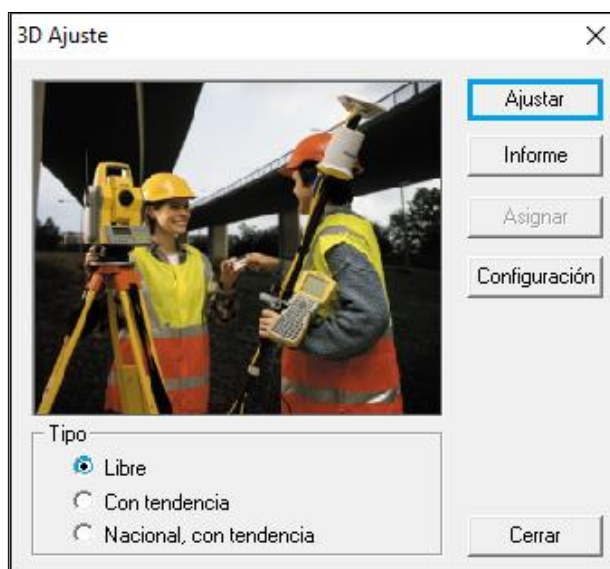 3D Ajuste
Ajustar
Informe
Asignar
Configuración
Tipo
Libre
Con tendencia
Nacional, con tendencia
Cerrar